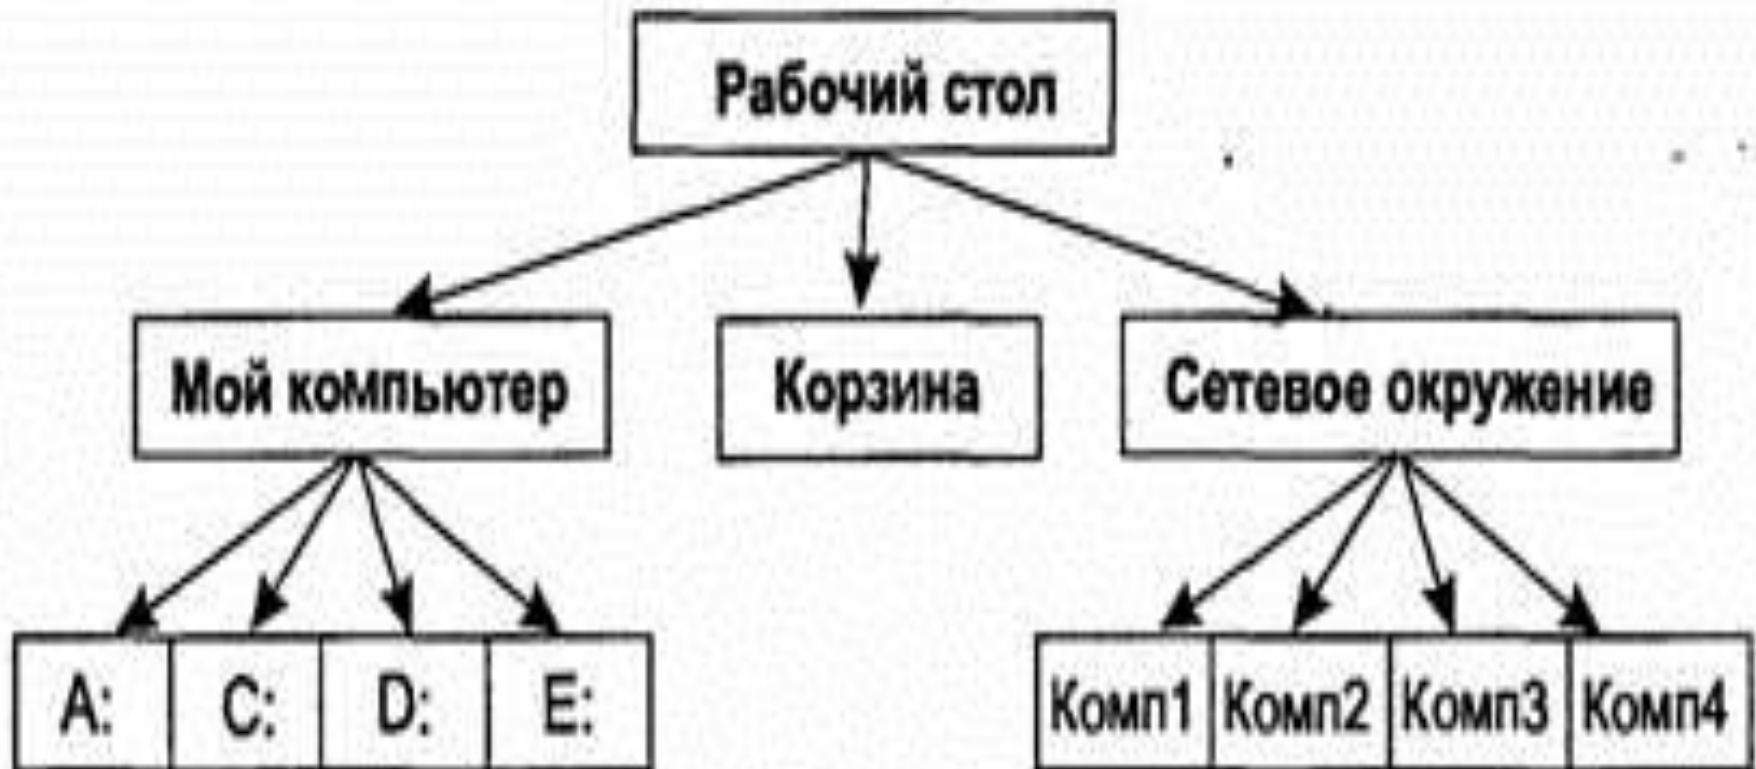 Рабочий стол
Мой компьютер Корзина Сетевое окружение
A: C: D: E: Комп1 Комп2 Комп3 Комп4